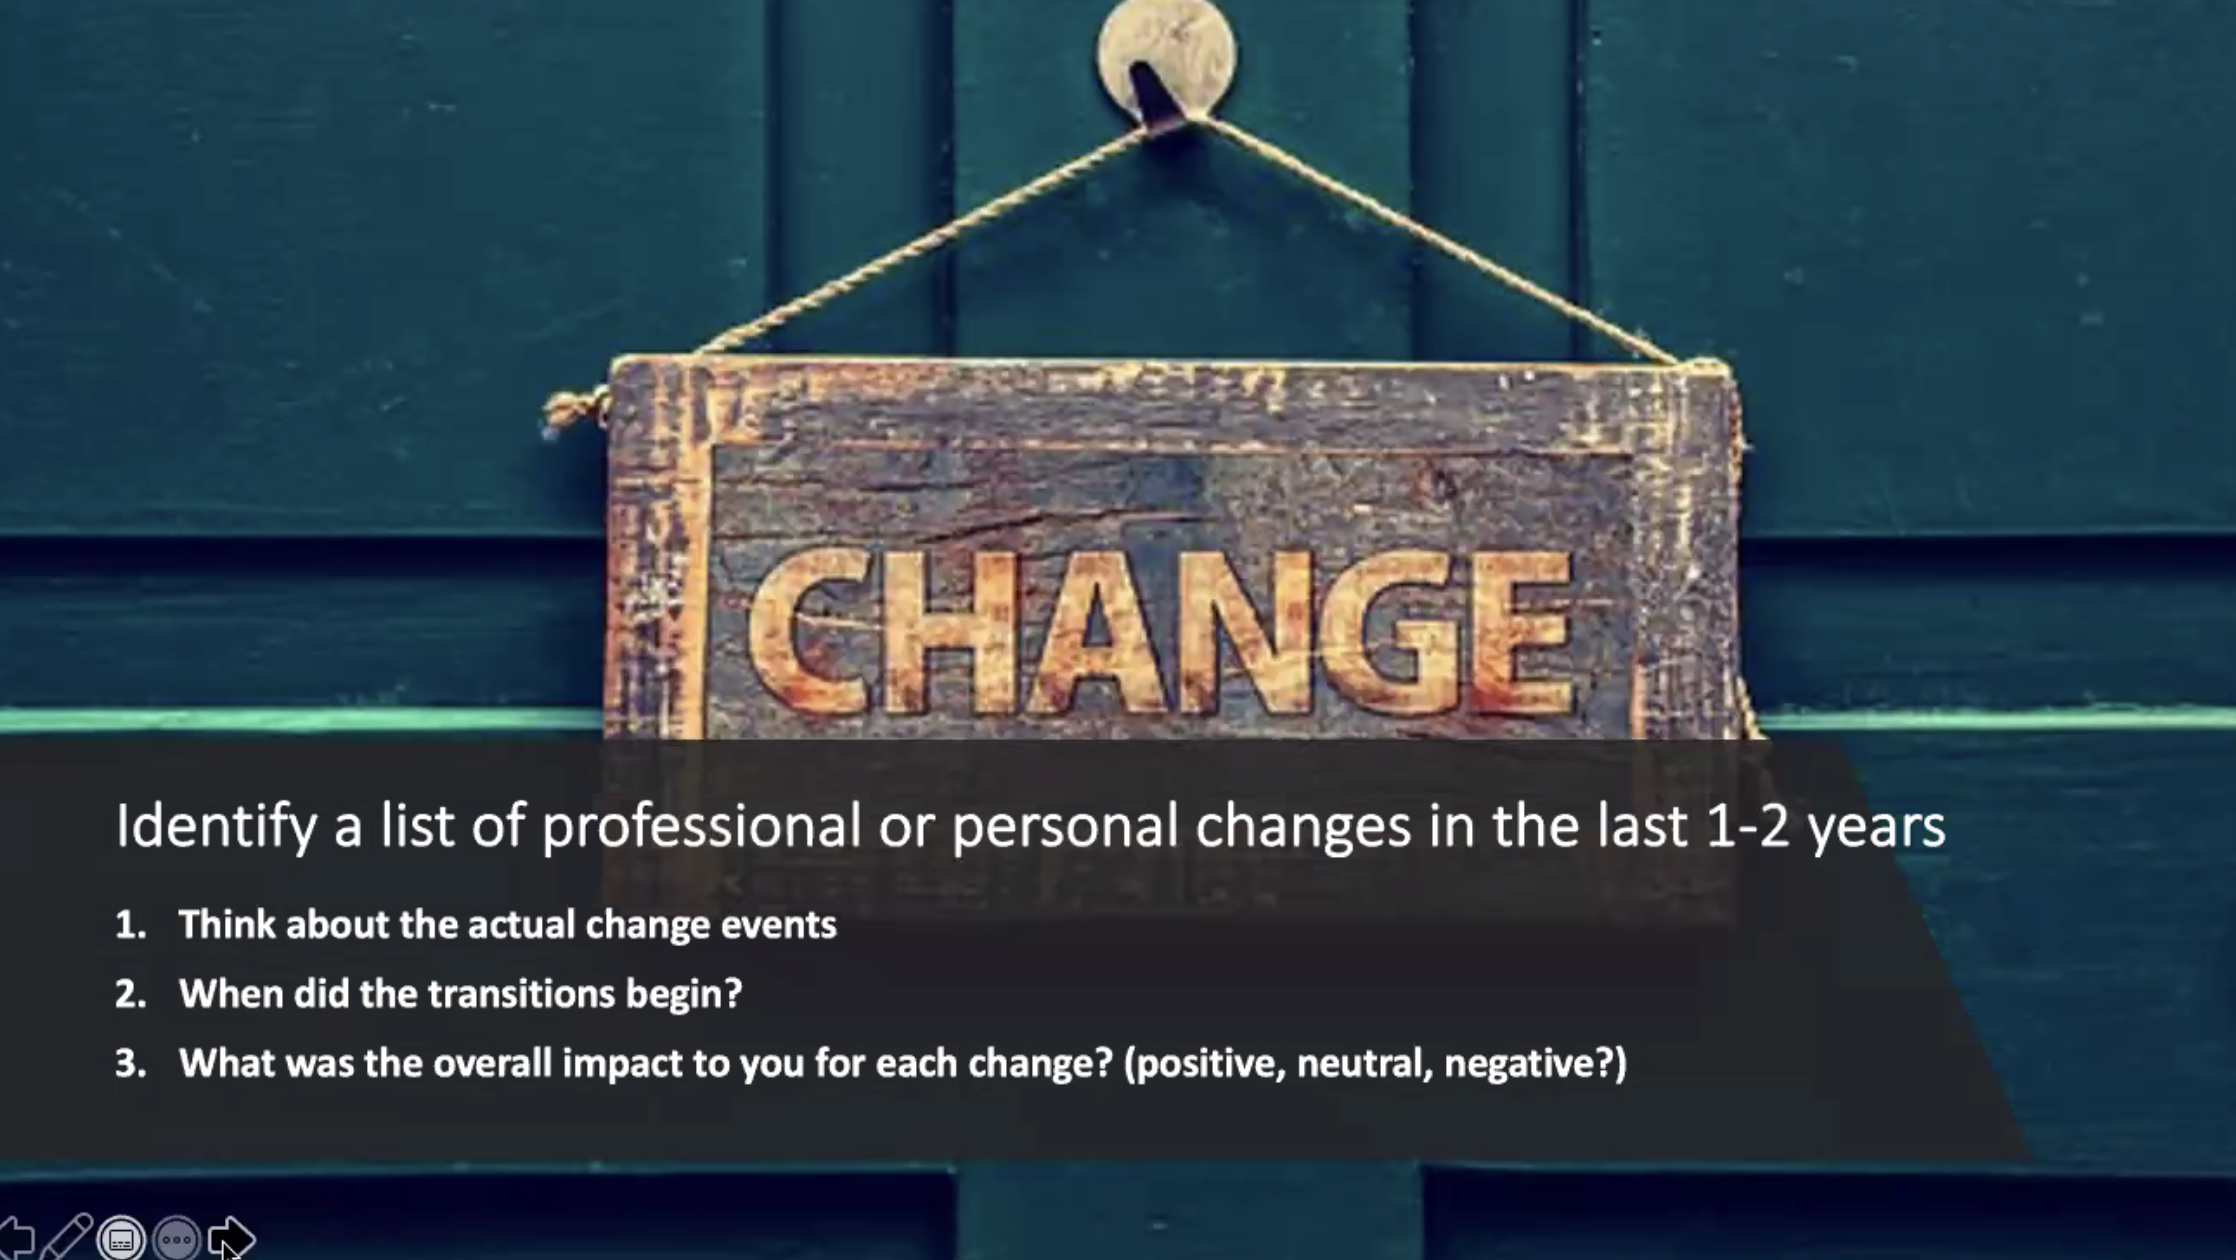 CHANGE
Identify a list of professional or personal changes in the last 1-2 years
1. Think about the actual change events
2. When did the transitions begin?
3. What was the overall impact to you for each change? (positive, neutral, negative?)